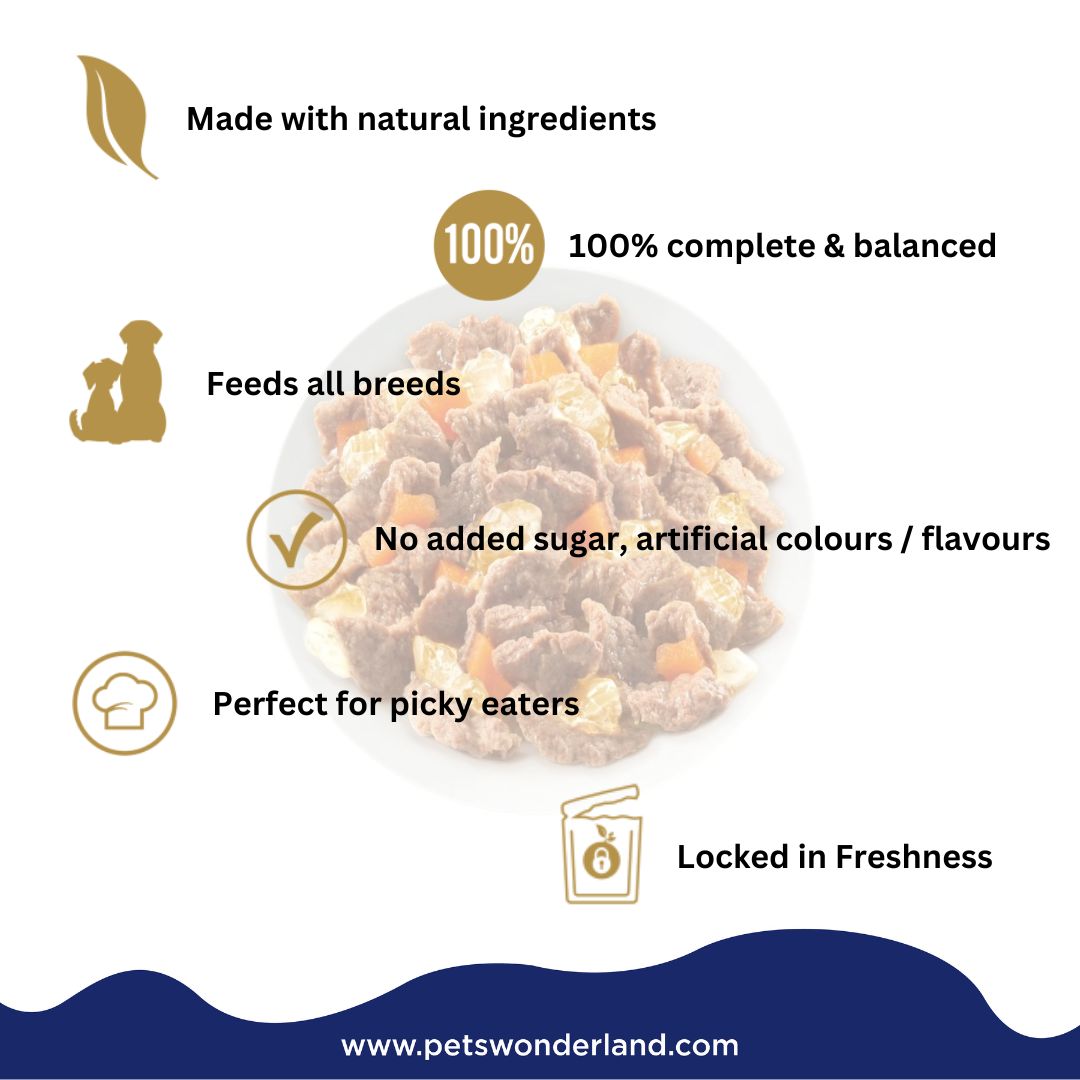 Made with natural ingredients
100% 100% complete & balanced
Feeds all breeds
No added sugar, artificial colours / flavours
Perfect for picky eaters
Locked in Freshness
www.petswonderland.com